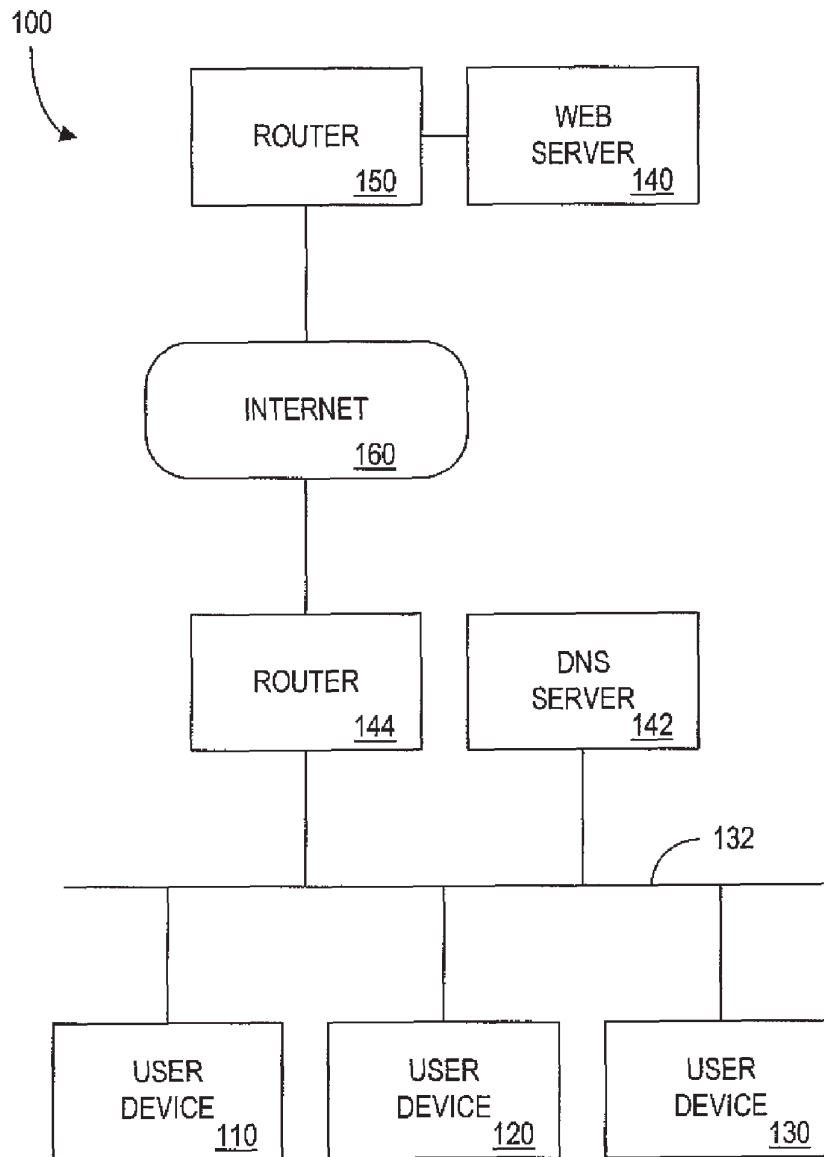 100
ROUTER
150
WEB
SERVER
140
INTERNET
160
ROUTER
144
DNS
SERVER
142
132
USER
DEVICE
110
USER
DEVICE
120
USER
DEVICE
130